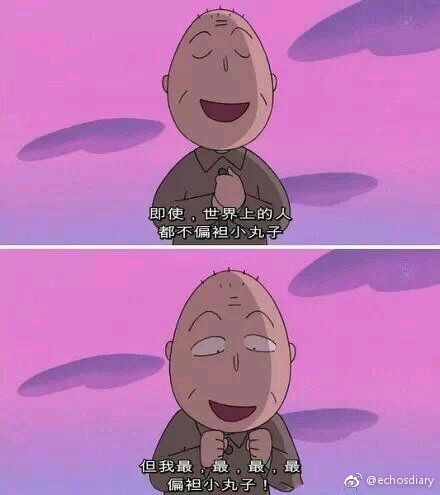 即使，世界上的人
都不偏袒小丸子
但我最，最，最，最
偏袒小丸子！
@echosdiary